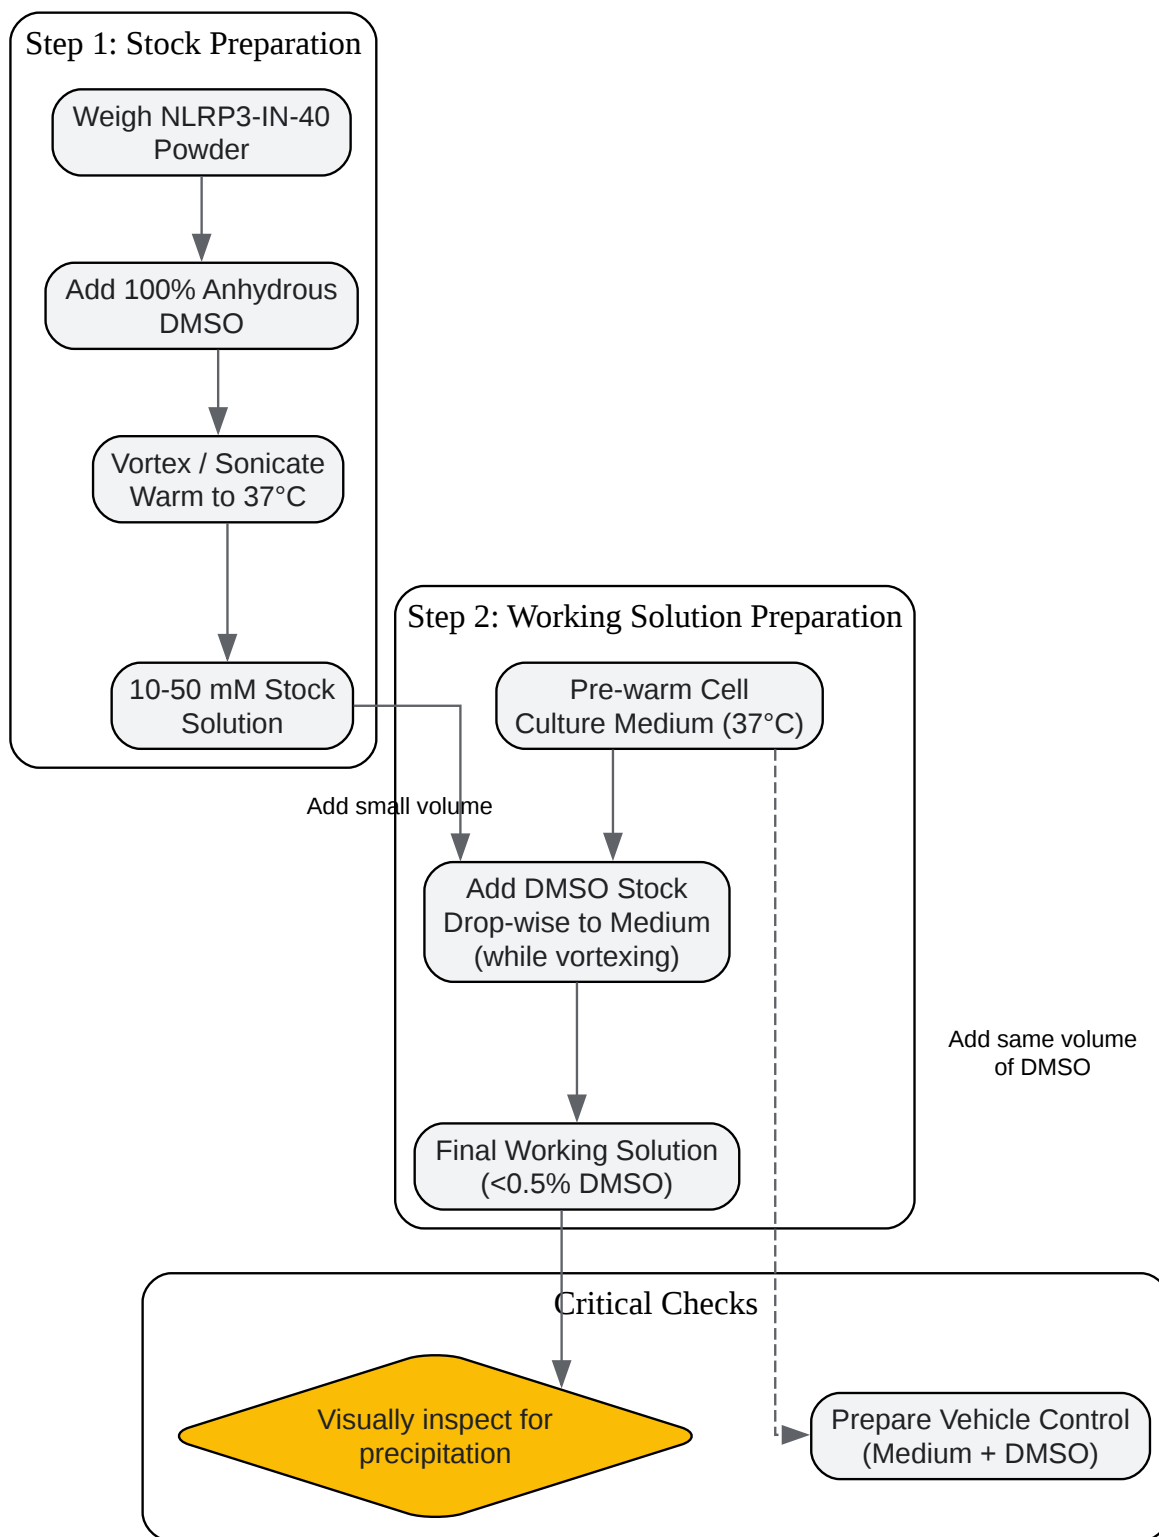 Step 1: Stock Preparation
Weigh NLRP3-IN-40
Powder
Add 100% Anhydrous
DMSO
Vortex / Sonicate
Warm to 37°C
10-50 mM Stock
Solution
Add small volume
Step 2: Working Solution Preparation
Pre-warm Cell
Culture Medium (37°C)
Add DMSO Stock
Drop-wise to Medium
(while vortexing)
Add same volume
of DMSO
Final Working Solution
(<0.5% DMSO)
Critical Checks
Visually inspect for
precipitation
Prepare Vehicle Control
(Medium + DMSO)